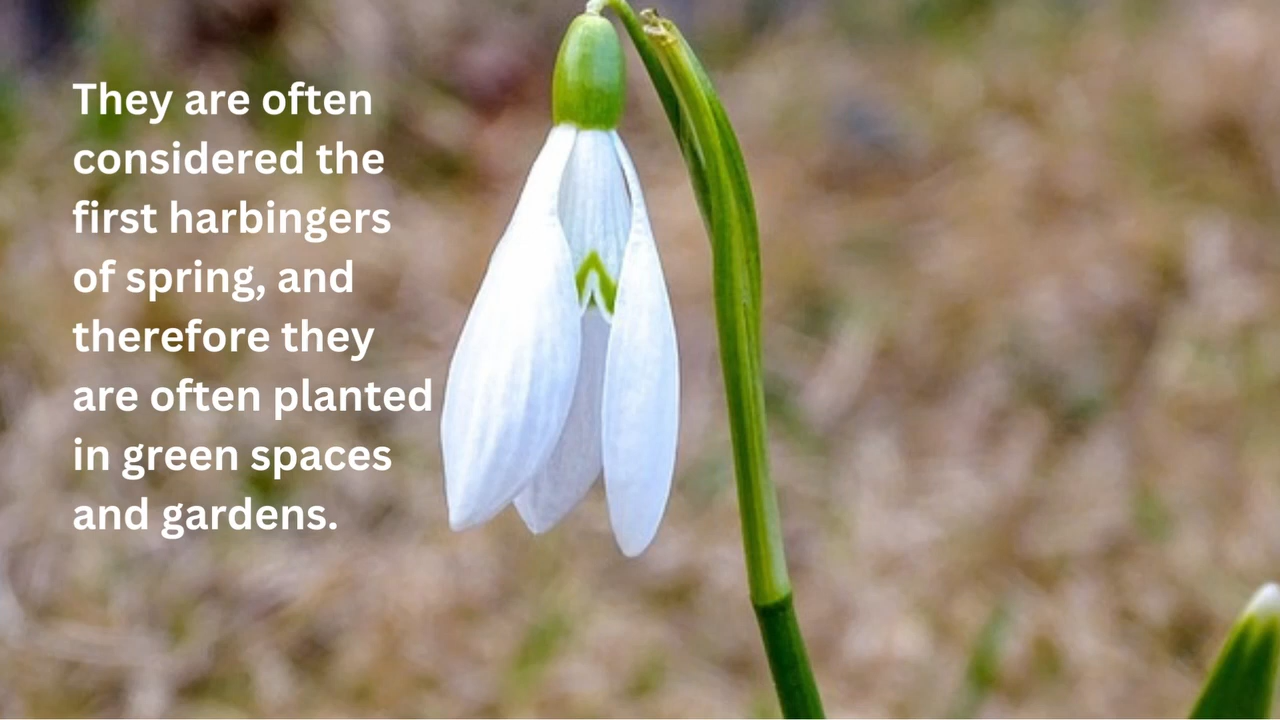 They are often
considered the
first harbingers
of spring, and
therefore they
are often planted
in green spaces
and gardens.